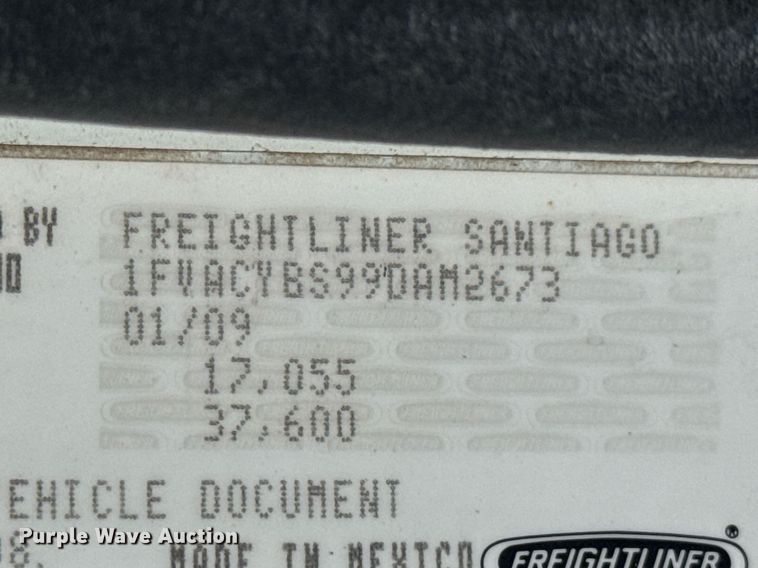 BY
FREIGHTLINER SANTIAGO
1FVACYBS99DAM2673
01/09
17,055
37,600
EHICLE DOCUMENT
Purple Wave Auction
MADE IN MEXICO
FREIGHTLINER
®